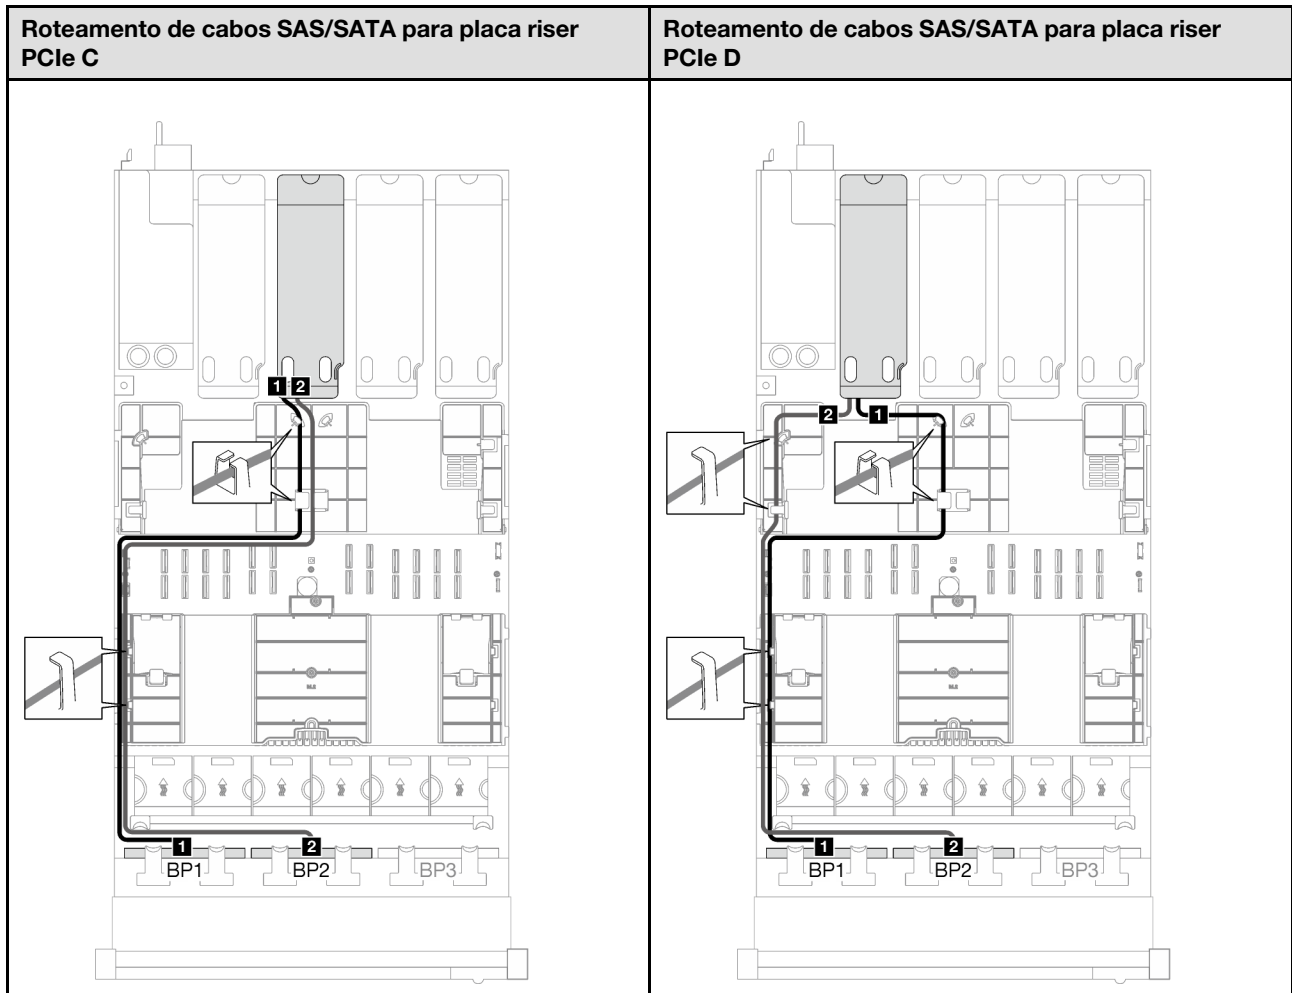 Roteamento de cabos SAS/SATA para placa riser
PCIe C
Roteamento de cabos SAS/SATA para placa riser
PCIe D
1 2
2 1
1 2
BP1 BP2 BP3
1 2
BP1 BP2 BP3